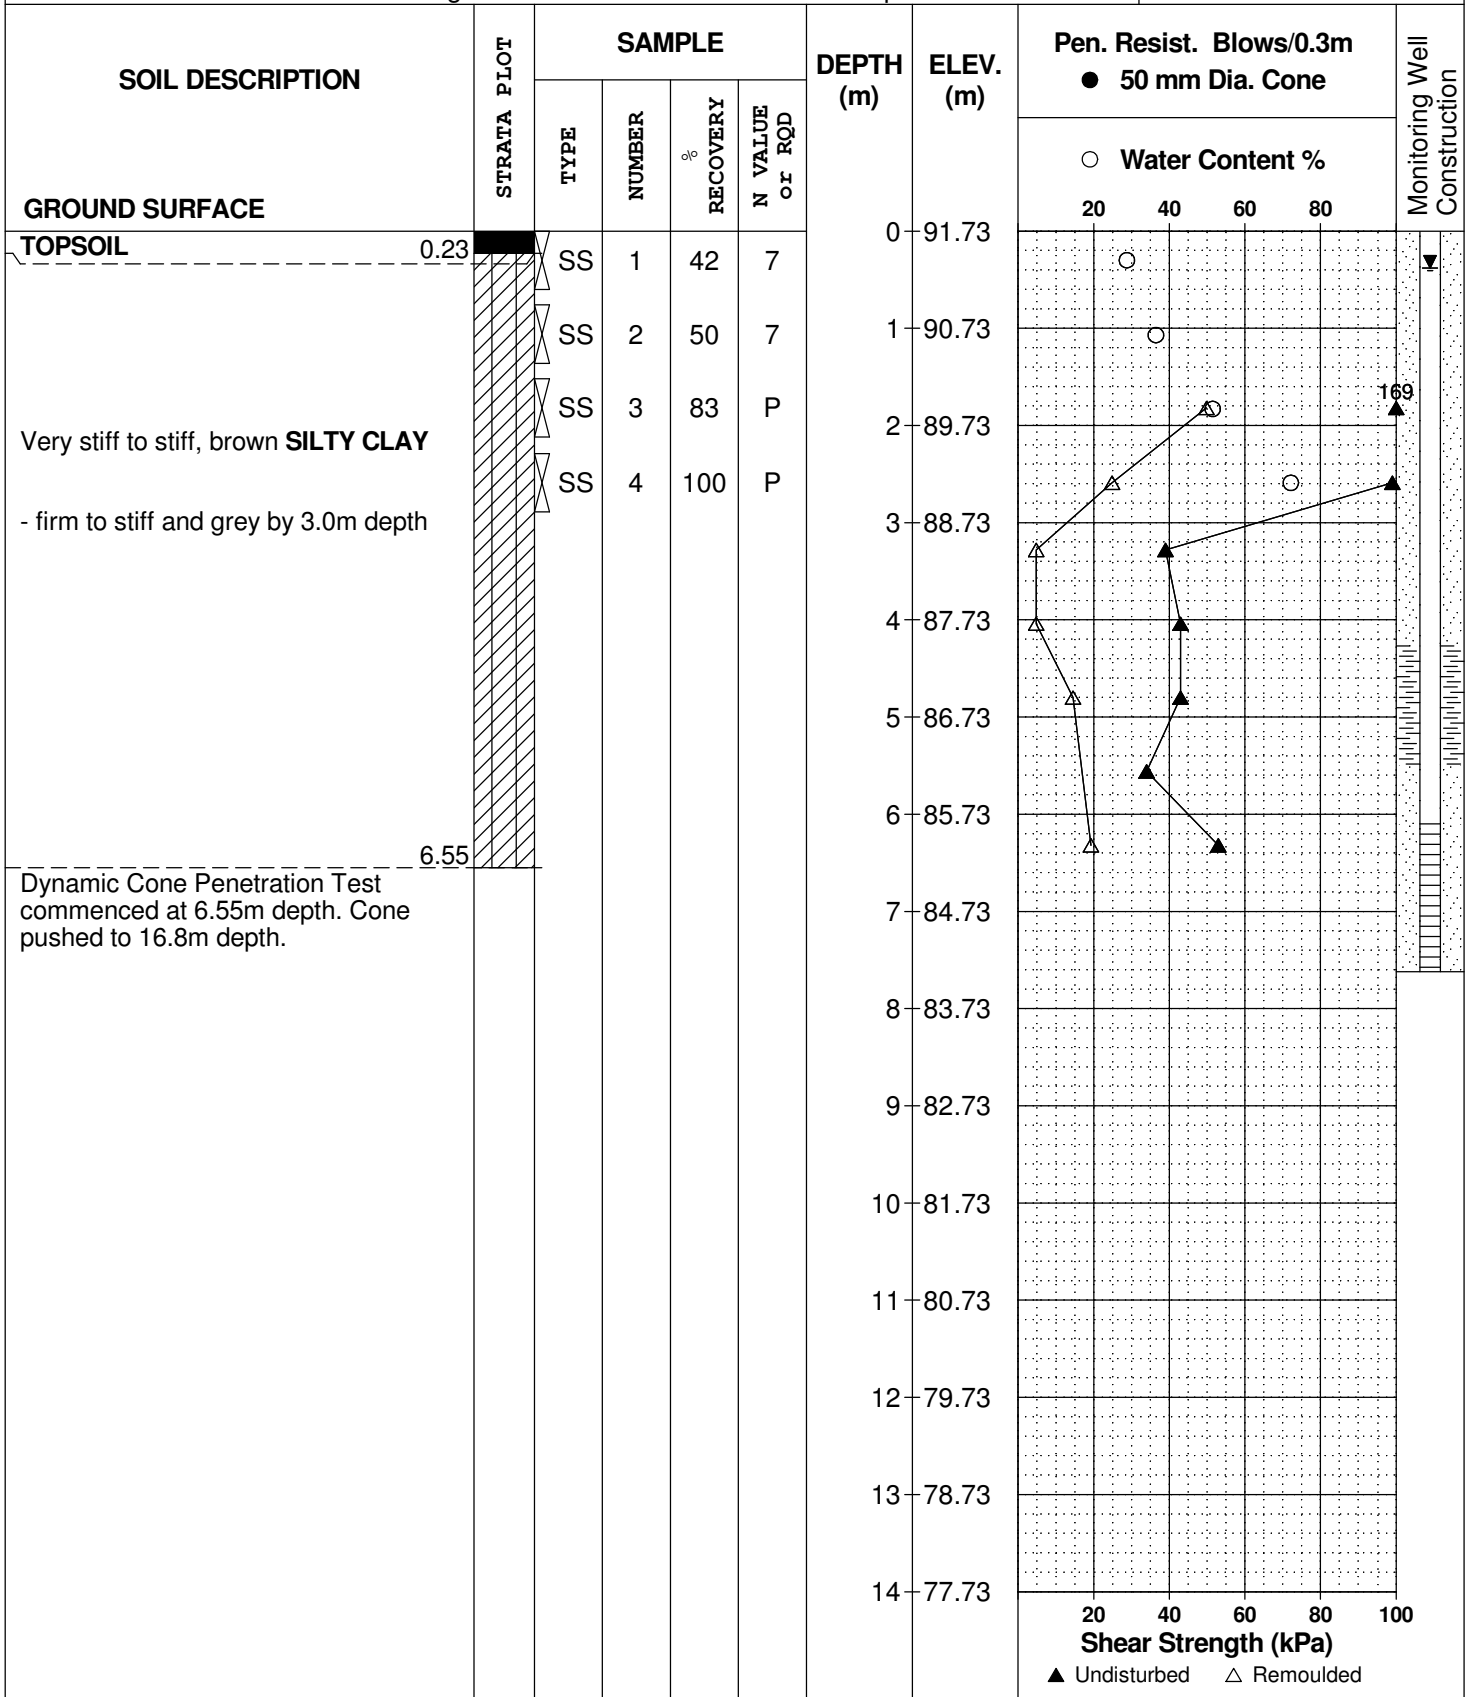 SOIL DESCRIPTION
GROUND SURFACE
STRATA PLOT
SAMPLE
TYPE
NUMBER
%
RECOVERY
N VALUE
or RQD
DEPTH
(m)
ELEV.
(m)
Pen. Resist. Blows/0.3m
● 50 mm Dia. Cone
○ Water Content %
20 40 60 80
Monitoring Well
Construction
0 91.73
TOPSOIL 0.23
SS 1 42 7
SS 2 50 7
1 90.73
169
SS 3 83 P
2 89.73
Very stiff to stiff, brown SILTY CLAY
SS 4 100 P
- firm to stiff and grey by 3.0m depth
3 88.73
4 87.73
5 86.73
6 85.73
6.55
Dynamic Cone Penetration Test
commenced at 6.55m depth. Cone
pushed to 16.8m depth.
7 84.73
8 83.73
9 82.73
10 81.73
11 80.73
12 79.73
13 78.73
14 77.73
20 40 60 80 100
Shear Strength (kPa)
▲ Undisturbed △ Remoulded